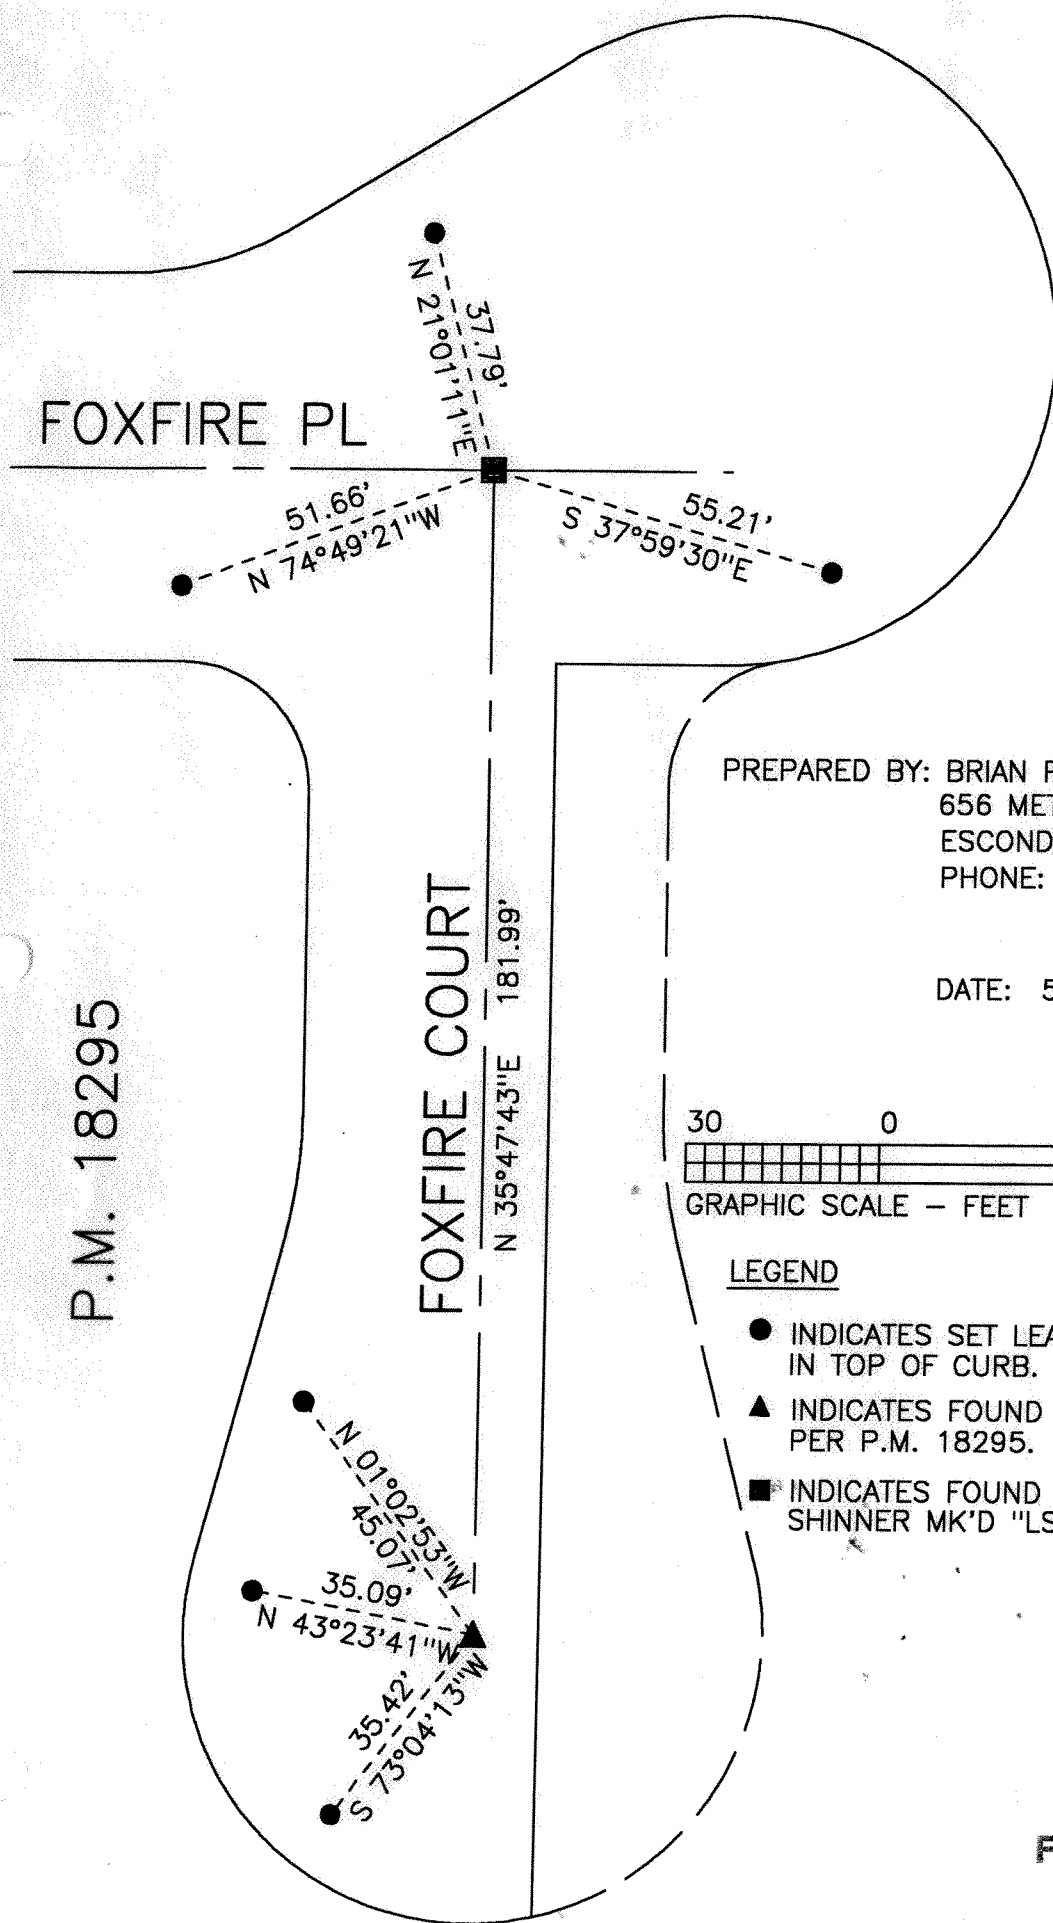 37.79'
N 21°01'11"E
FOXFIRE PL
51.66'
N 74°49'21"W
55.21'
S 37°59'30"E
PREPARED BY: BRIAN
656
PHONE:
DATE: 5
FOXFIRE COURT
N 35°47'43"E 181.99'
P.M. 18295
30 0
GRAPHIC SCALE – FEET
LEGEND
INDICATES SET
IN TOP OF CURB.
INDICATES FOUND
PER P.M. 18295.
INDICATES FOUND
SHINNER MK'D "LS
N 01°02'53"W
45.07'
35.09'
N 43°23'41"W
35.42'
S 73°04'13"W